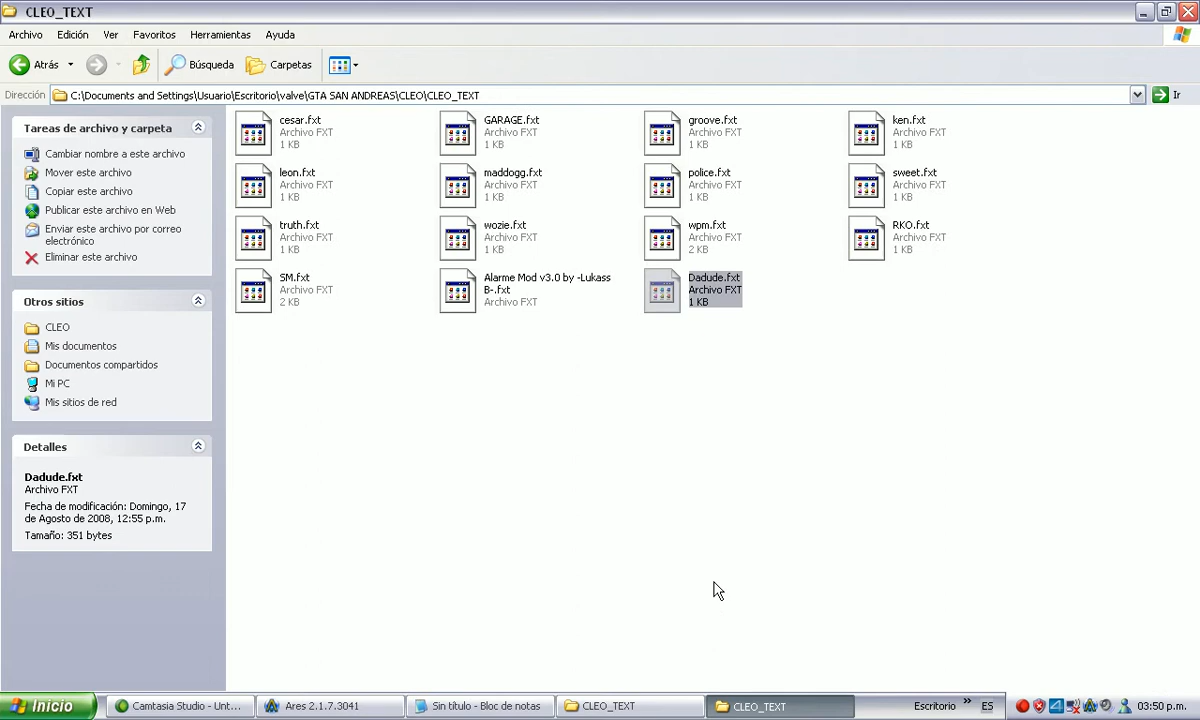 CLEO_TEXT
Archivo Edición Ver Favoritos Herramientas Ayuda
Atrás Búsqueda Carpetas
Dirección C:\Documents and Settings\Usuario\Escritorio\valve\GTA SAN ANDREAS\CLEO\CLEO_TEXT Ir
Tareas de archivo y carpeta
Cambiar nombre a este archivo
Mover este archivo
Copiar este archivo
Publicar este archivo en Web
Enviar este archivo por correo
electrónico
Eliminar este archivo
Otros sitios
CLEO
Mis documentos
Documentos compartidos
Mi PC
Mis sitios de red
Detalles
Dadude.fxt
Archivo FXT
Fecha de modificación: Domingo, 17
de Agosto de 2008, 12:55 p.m.
Tamaño: 351 bytes
cesar.fxt
Archivo FXT
1 KB
GARAGE.fxt
Archivo FXT
1 KB
groove.fxt
Archivo FXT
1 KB
ken.fxt
Archivo FXT
1 KB
leon.fxt
Archivo FXT
1 KB
maddogg.fxt
Archivo FXT
1 KB
police.fxt
Archivo FXT
1 KB
sweet.fxt
Archivo FXT
1 KB
truth.fxt
Archivo FXT
1 KB
wozie.fxt
Archivo FXT
1 KB
wpm.fxt
Archivo FXT
2 KB
RKO.fxt
Archivo FXT
1 KB
SM.fxt
Archivo FXT
2 KB
Alarme Mod v3.0 by -Lukass
B-.fxt
Archivo FXT
Dadude.fxt
Archivo FXT
1 KB
Inicio Camtasia Studio - Unt... Ares 2.1.7.3041 Sin título - Bloc de notas CLEO_TEXT CLEO_TEXT Escritorio » ES 03:50 p.m.